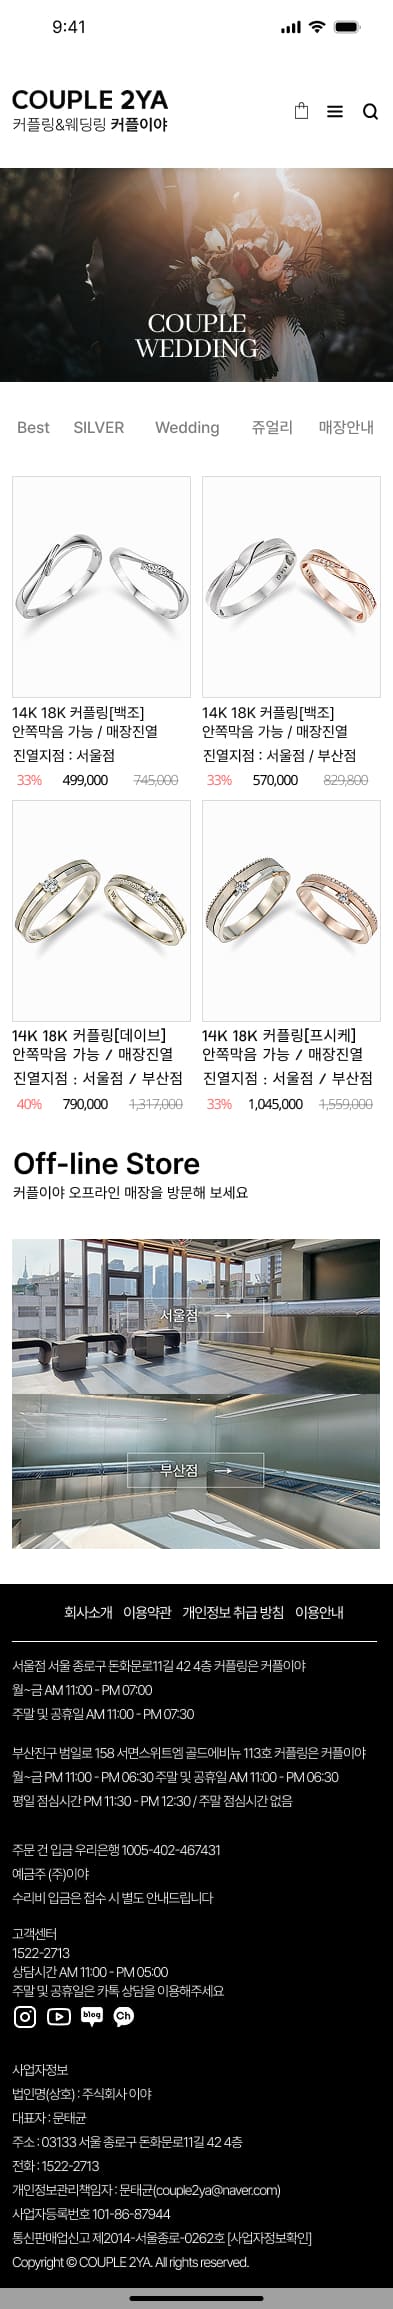 9:41
COUPLE 2YA
커플링&웨딩링 커플이야
COUPLE
WEDDING
Best SILVER Wedding 쥬얼리 매장안내
14K 18K 커플링[백조]
안쪽막음 가능 / 매장진열
진열지점 : 서울점
33% 499,000 745,000
14K 18K 커플링[백조]
안쪽막음 가능 / 매장진열
진열지점 : 서울점 / 부산점
33% 570,000 829,800
14K 18K 커플링[데이브]
안쪽막음 가능 / 매장진열
진열지점 : 서울점 / 부산점
40% 790,000 1,317,000
14K 18K 커플링[프시케]
안쪽막음 가능 / 매장진열
진열지점 : 서울점 / 부산점
33% 1,045,000 1,559,000
Off-line Store
커플이야 오프라인 매장을 방문해 보세요
서울점 →
부산점 →
회사소개 이용약관 개인정보 취급 방침 이용안내
서울점 서울 종로구 돈화문로11길 42 4층 커플링은 커플이야
월~금 AM 11:00 - PM 07:00
주말 및 공휴일 AM 11:00 - PM 07:30
부산진구 범일로 158 서면스위트엠 골드에비뉴 113호 커플링은 커플이야
월~금 PM 11:00 - PM 06:30 주말 및 공휴일 AM 11:00 - PM 06:30
평일 점심시간 PM 11:30 - PM 12:30 / 주말 점심시간 없음
주문 건 입금 우리은행 1005-402-467431
예금주 (주)이야
수리비 입금은 접수 시 별도 안내드립니다
고객센터
1522-2713
상담시간 AM 11:00 - PM 05:00
주말 및 공휴일은 카톡 상담을 이용해주세요
blog Ch
사업자정보
법인명(상호) : 주식회사 이야
대표자 : 문태균
주소 : 03133 서울 종로구 돈화문로11길 42 4층
전화 : 1522-2713
개인정보관리책임자 : 문태균(couple2ya@naver.com)
사업자등록번호 101-86-87944
통신판매업신고 제2014-서울종로-0262호 [사업자정보확인]
Copyright © COUPLE 2YA. All rights reserved.